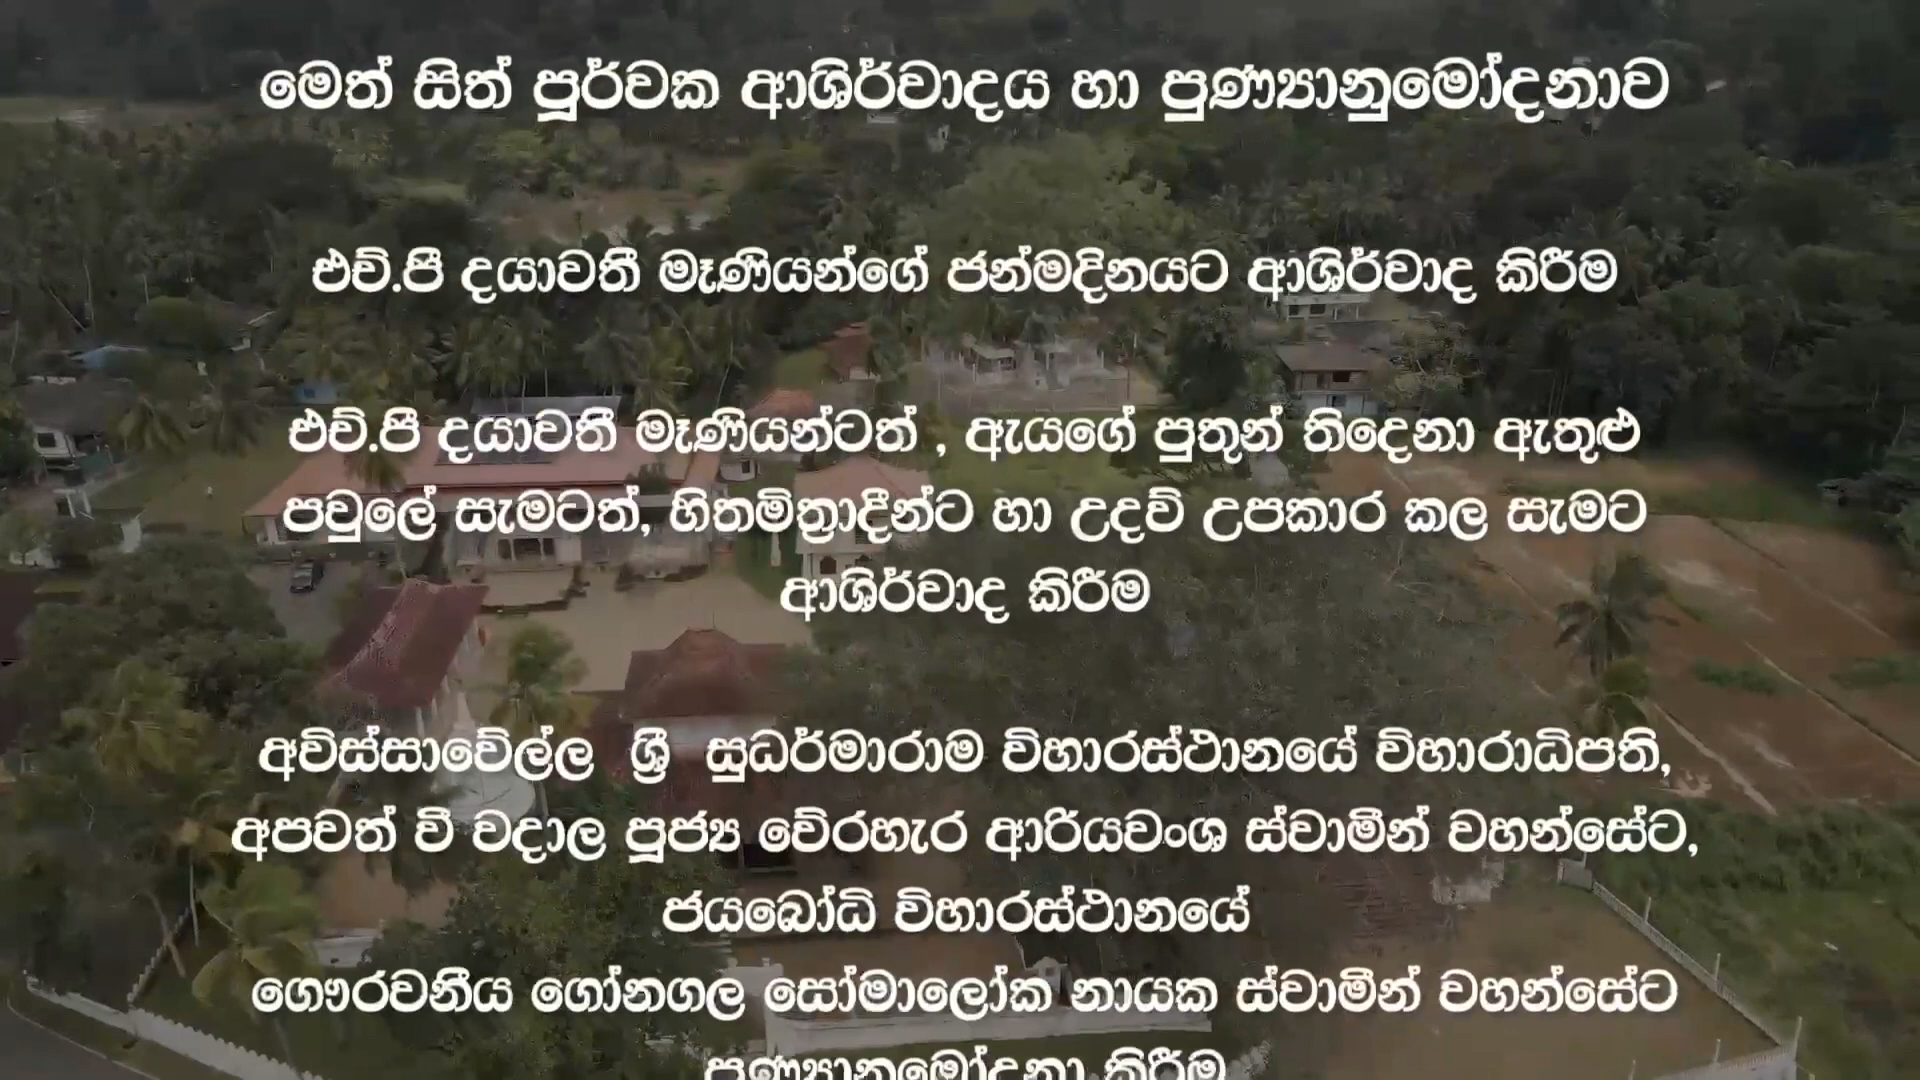 මෙත් සිත් පූර්වක ආශිර්වාදය හා පුණ්‍යානුමෝදනාව
එච්.පී දයාවතී මෑණියන්ගේ ජන්මදිනයට ආශිර්වාද කිරීම
එච්.පී දයාවතී මෑණියන්ටත් , ඇයගේ පුතුන් තිදෙනා ඇතුළු
පවුලේ සැමටත්, හිතමිත්‍රාදීන්ට හා උදව් උපකාර කල සැමට
ආශිර්වාද කිරීම
අවිස්සාවේල්ල ශ්‍රී සුධර්මාරාම විහාරස්ථානයේ විහාරාධිපති,
අපවත් වී වදාල පූජ්‍ය වේරහැර ආරියවංශ ස්වාමීන් වහන්සේට,
ජයබෝධි විහාරස්ථානයේ
ගෞරවනීය ගෝනගල සෝමාලෝක නායක ස්වාමීන් වහන්සේට
පුණ්‍යානුමෝදනා කිරීම